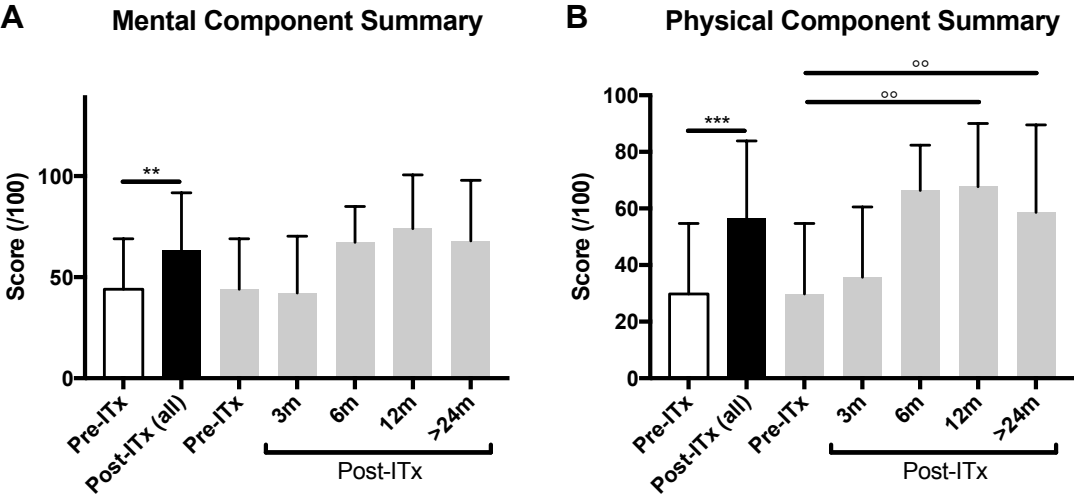 A Mental Component Summary
Score (/100)
100
50
0
**
Pre-ITx
Post-ITx (all)
Pre-ITx
3m
6m
12m
>24m
Post-ITx
B Physical Component Summary
Score (/100)
100
80
60
40
20
0
***
°°
°°
Pre-ITx
Post-ITx (all)
Pre-ITx
3m
6m
12m
>24m
Post-ITx